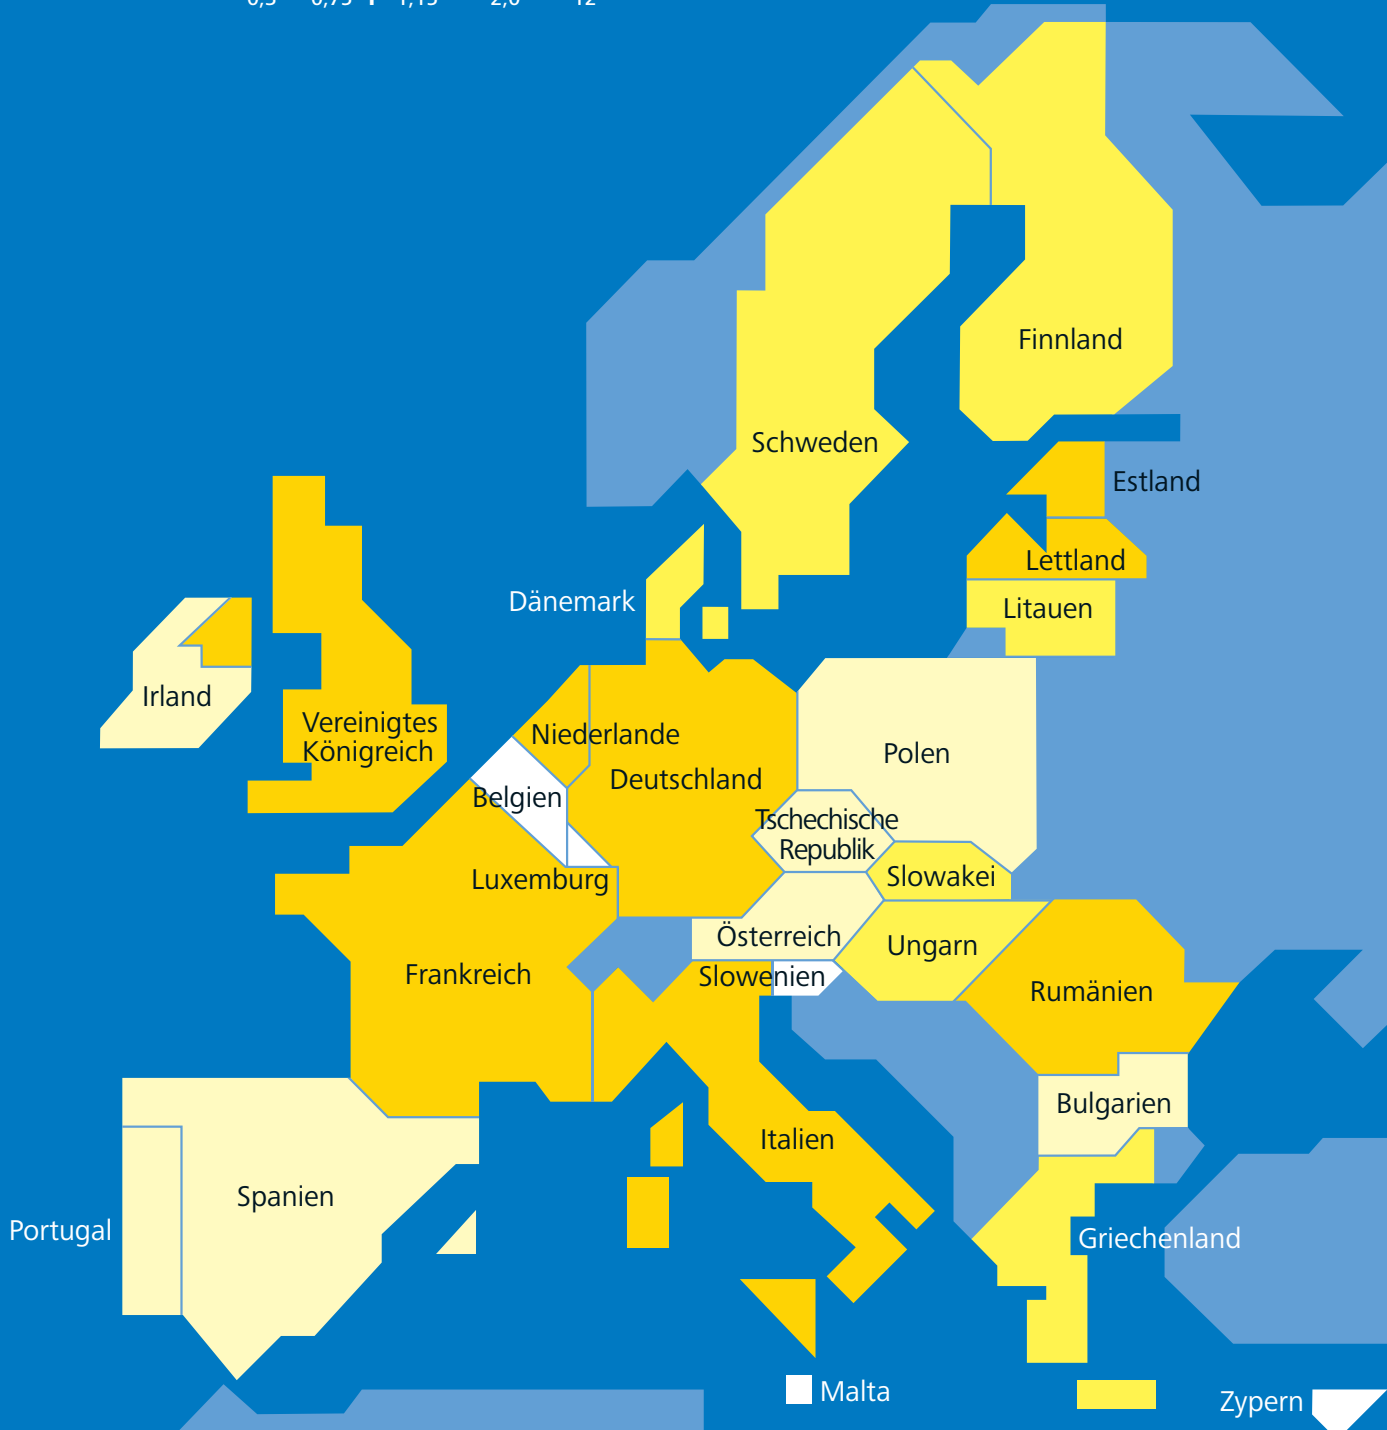 Finnland
Schweden
Estland
Lettland
Dänemark
Litauen
Irland
Vereinigtes
Königreich
Niederlande
Polen
Deutschland
Belgien
Tschechische
Republik
Slowakei
Luxemburg
Österreich
Ungarn
Frankreich
Slowenien
Rumänien
Bulgarien
Italien
Spanien
Portugal
Griechenland
Malta
Zypern